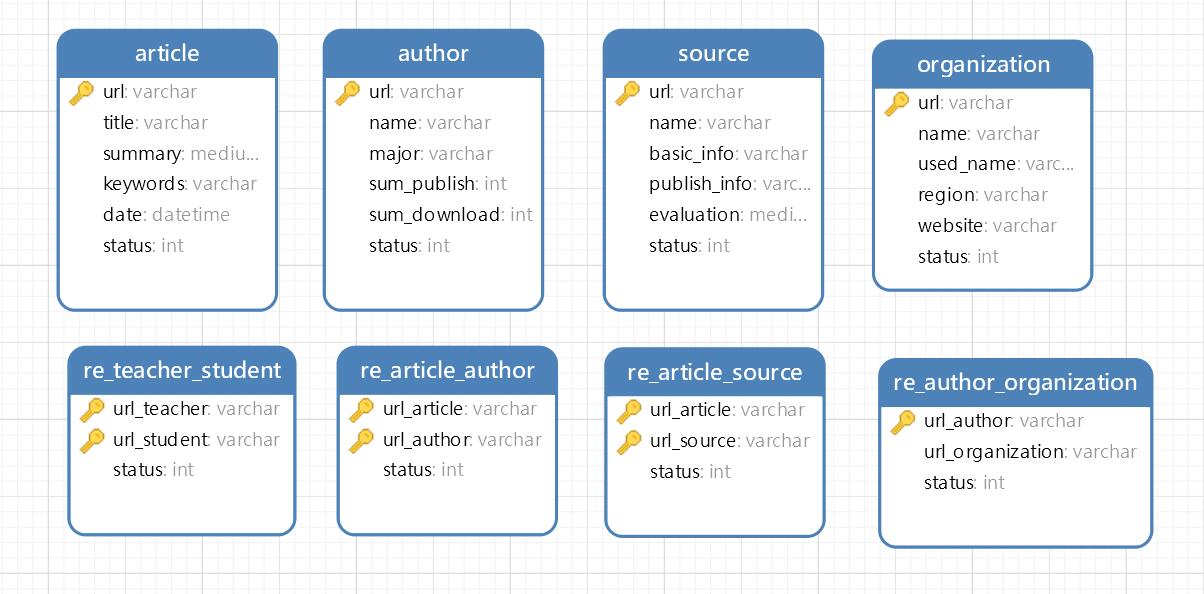 article
url: varchar
title: varchar
summary: mediu...
keywords: varchar
date: datetime
status: int
author
url: varchar
name: varchar
major: varchar
sum_publish: int
sum_download: int
status: int
source
url: varchar
name: varchar
basic_info: varchar
publish_info: varc...
evaluation: medi...
status: int
organization
url: varchar
name: varchar
used_name: varc...
region: varchar
website: varchar
status: int
re_teacher_student
url_teacher: varchar
url_student: varchar
status: int
re_article_author
url_article: varchar
url_author: varchar
status: int
re_article_source
url_article: varchar
url_source: varchar
status: int
re_author_organization
url_author: varchar
url_organization: varchar
status: int